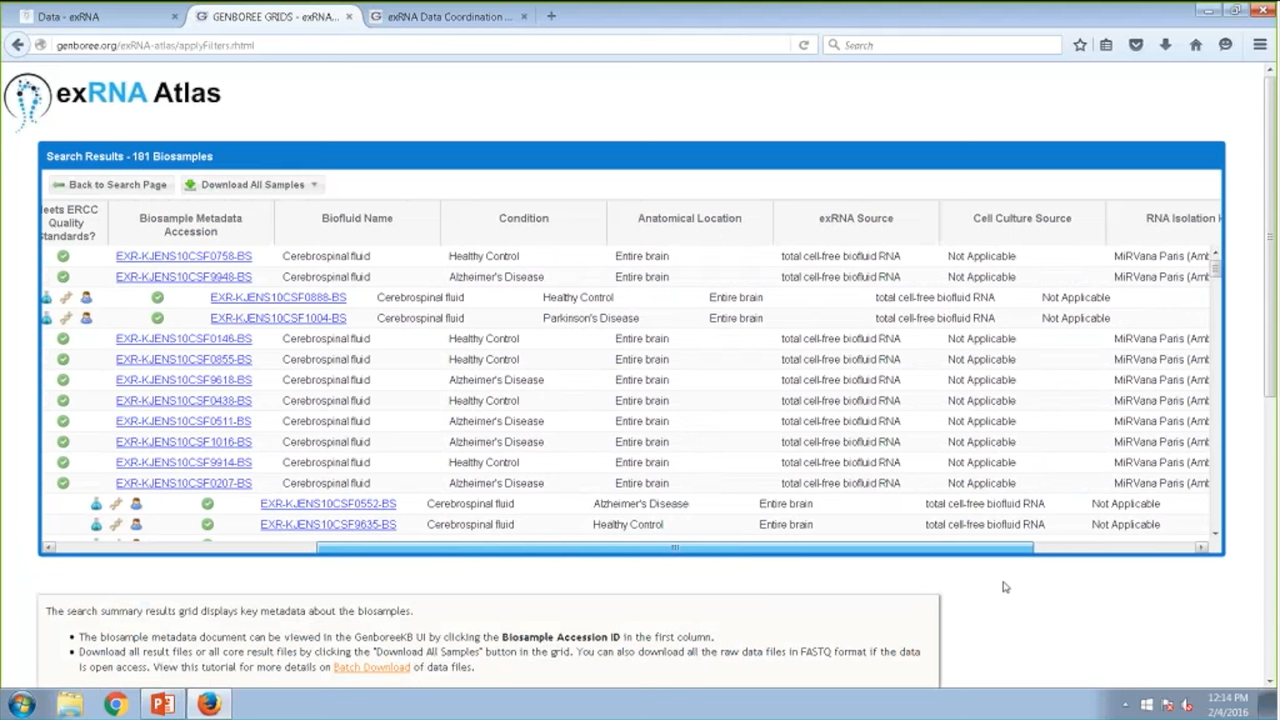 Data - exRNA
GENBOREE GRIDS - exRNA...
exRNA Data Coordination ...
genboree.org/exRNA-atlas/applyFilters.rhtml
Search
exRNA Atlas
Search Results - 181 Biosamples
Back to Search Page
Download All Samples
eets ERCC Quality tandards? Biosample Metadata Accession Biofluid Name Condition Anatomical Location exRNA Source Cell Culture Source RNA Isolation K
EXR-KJENS10CSF0758-BS Cerebrospinal fluid Healthy Control Entire brain total cell-free biofluid RNA Not Applicable MiRVana Paris (Amb
EXR-KJENS10CSF9948-BS Cerebrospinal fluid Alzheimer's Disease Entire brain total cell-free biofluid RNA Not Applicable MiRVana Paris (Amb
EXR-KJENS10CSF0888-BS Cerebrospinal fluid Healthy Control Entire brain total cell-free biofluid RNA Not Applicable
EXR-KJENS10CSF1004-BS Cerebrospinal fluid Parkinson's Disease Entire brain total cell-free biofluid RNA Not Applicable
EXR-KJENS10CSF0146-BS Cerebrospinal fluid Healthy Control Entire brain total cell-free biofluid RNA Not Applicable MiRVana Paris (Amb
EXR-KJENS10CSF0855-BS Cerebrospinal fluid Healthy Control Entire brain total cell-free biofluid RNA Not Applicable MiRVana Paris (Amb
EXR-KJENS10CSF9618-BS Cerebrospinal fluid Alzheimer's Disease Entire brain total cell-free biofluid RNA Not Applicable MiRVana Paris (Amb
EXR-KJENS10CSF0438-BS Cerebrospinal fluid Healthy Control Entire brain total cell-free biofluid RNA Not Applicable MiRVana Paris (Amb
EXR-KJENS10CSF0511-BS Cerebrospinal fluid Alzheimer's Disease Entire brain total cell-free biofluid RNA Not Applicable MiRVana Paris (Amb
EXR-KJENS10CSF1016-BS Cerebrospinal fluid Alzheimer's Disease Entire brain total cell-free biofluid RNA Not Applicable MiRVana Paris (Amb
EXR-KJENS10CSF9914-BS Cerebrospinal fluid Healthy Control Entire brain total cell-free biofluid RNA Not Applicable MiRVana Paris (Amb
EXR-KJENS10CSF0207-BS Cerebrospinal fluid Alzheimer's Disease Entire brain total cell-free biofluid RNA Not Applicable MiRVana Paris (Amb
EXR-KJENS10CSF0552-BS Cerebrospinal fluid Alzheimer's Disease Entire brain total cell-free biofluid RNA Not Applicable
EXR-KJENS10CSF9635-BS Cerebrospinal fluid Healthy Control Entire brain total cell-free biofluid RNA Not Applicable
The search summary results grid displays key metadata about the biosamples.
• The biosample metadata document can be viewed in the GenboreeKB UI by clicking the Biosample Accession ID in the first column.
• Download all result files or all core result files by clicking the "Download All Samples" button in the grid. You can also download all the raw data files in FASTQ format if the data
is open access. View this tutorial for more details on Batch Download of data files.
12:14 PM
2/4/2016